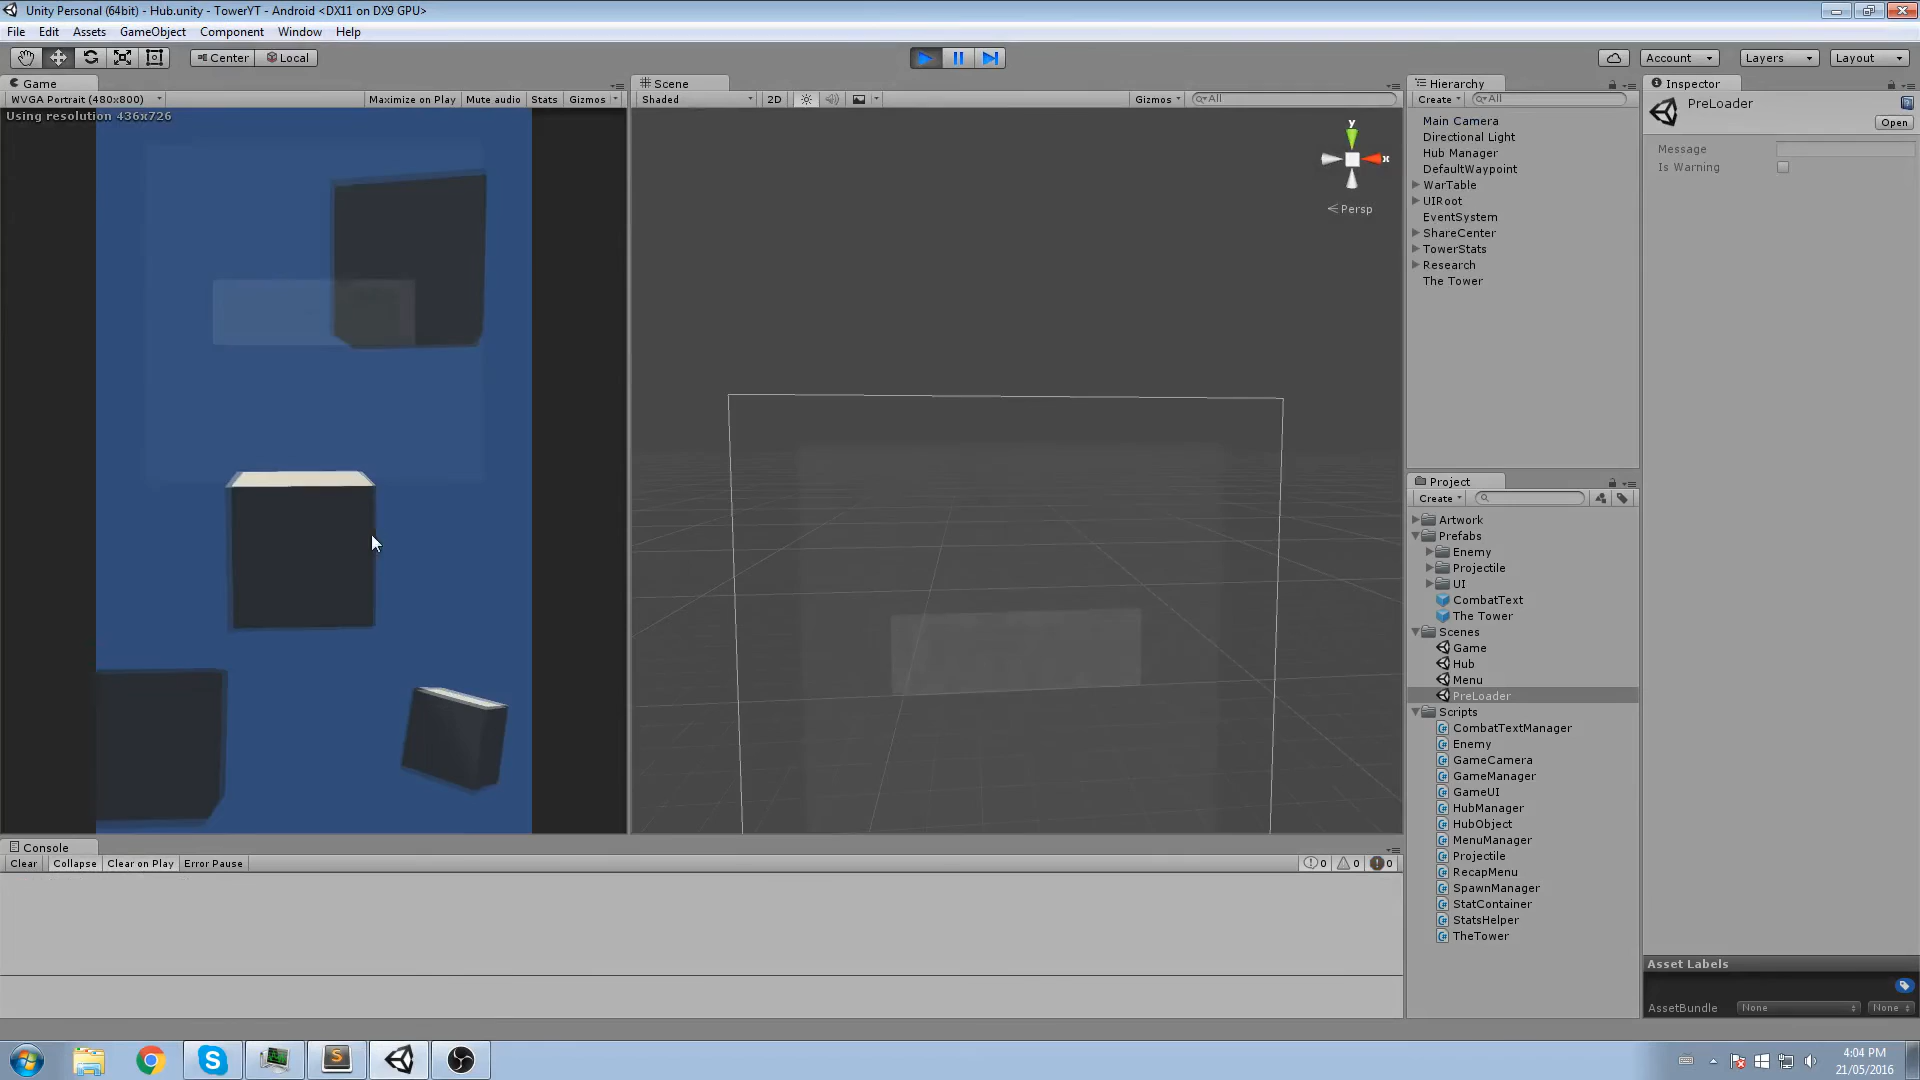 Unity Personal (64bit) - Hub.unity - TowerYT - Android <DX11 on DX9 GPU>
File Edit Assets GameObject Component Window Help
Center Local Account Layers Layout
Game
WVGA Portrait (480x800) Maximize on Play Mute audio Stats Gizmos
Using resolution 436x726
Scene
Shaded 2D Gizmos All
y
x
Persp
Hierarchy
Create All
Main Camera
Directional Light
Hub Manager
DefaultWaypoint
WarTable
UIRoot
EventSystem
ShareCenter
TowerStats
Research
The Tower
Project
Create
Artwork
Prefabs
Enemy
Projectile
UI
CombatText
The Tower
Scenes
Game
Hub
Menu
PreLoader
Scripts
CombatTextManager
Enemy
GameCamera
GameManager
GameUI
HubManager
HubObject
MenuManager
Projectile
RecapMenu
SpawnManager
StatContainer
StatsHelper
TheTower
Inspector
PreLoader
Open
Message
Is Warning
Asset Labels
AssetBundle None None
Console
Clear Collapse Clear on Play Error Pause 0 0 0
4:04 PM
21/05/2016